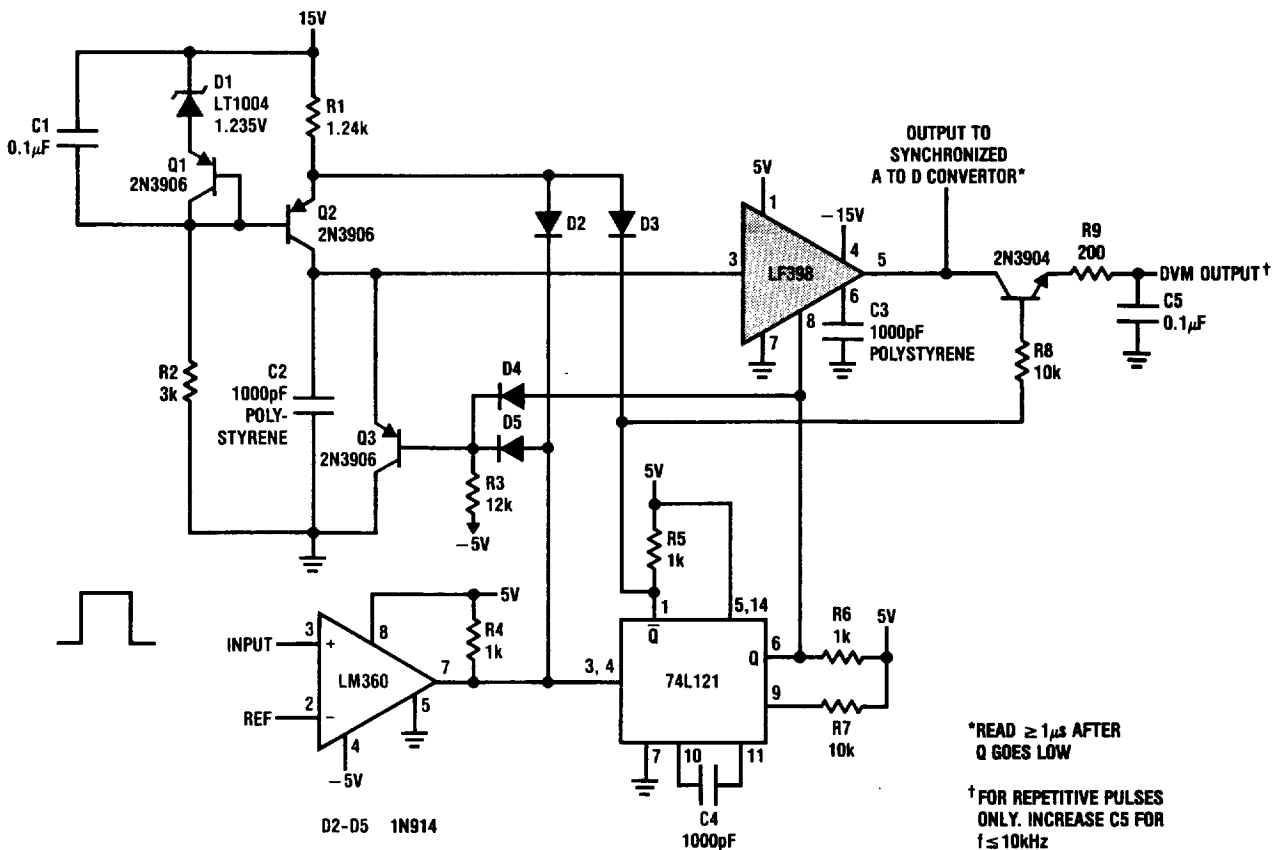 15V
D1
LT1004
1.235V
R1
1.24k
C1
0.1µF
Q1
2N3906
Q2
2N3906
D2
D3
5V
1
-15V
4
3
LF398
5
6
8
7
C3
1000pF
POLYSTYRENE
OUTPUT TO
SYNCHRONIZED
A TO D CONVERTOR*
2N3904
R9
200
DVM OUTPUT†
C5
0.1µF
R8
10k
R2
3k
C2
1000pF
POLY-
STYRENE
Q3
2N3906
D4
D5
R3
12k
-5V
5V
R5
1k
1
Q̅
5,14
INPUT
3
+
8
5V
R4
1k
LM360
7
5
REF
2
−
4
-5V
3, 4
74L121
Q
6
R6
1k
5V
9
R7
10k
7
10
11
C4
1000pF
D2-D5 1N914
*READ ≥ 1µs AFTER
Q GOES LOW
†FOR REPETITIVE PULSES
ONLY. INCREASE C5 FOR
f ≤ 10kHz